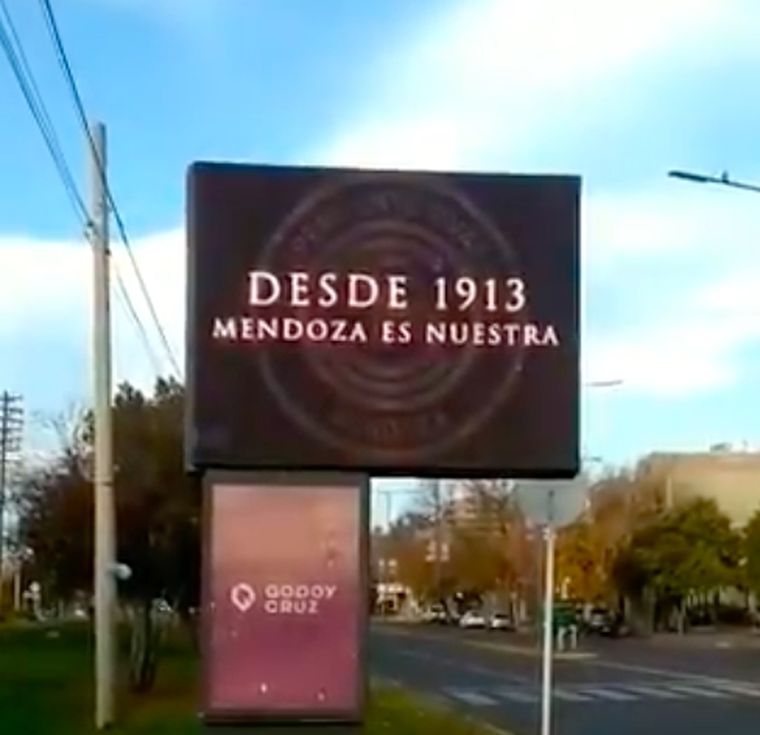 DESDE 1913
MENDOZA ES NUESTRA
GODOY
CRUZ